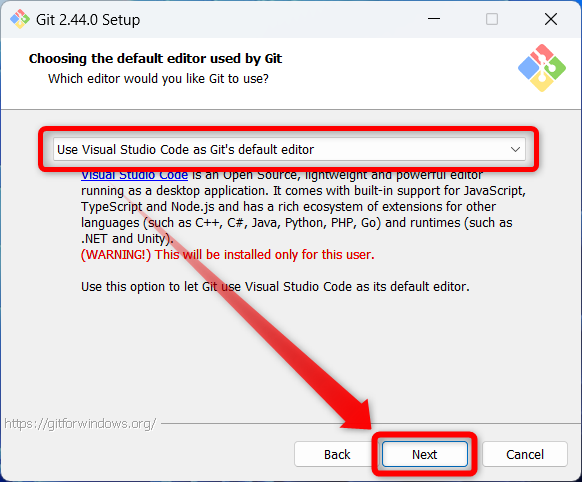 Git 2.44.0 Setup
Choosing the default editor used by Git
Which editor would you like Git to use?
Use Visual Studio Code as Git's default editor
Visual Studio Code is an Open Source, lightweight and powerful editor
running as a desktop application. It comes with built-in support for JavaScript,
TypeScript and Node.js and has a rich ecosystem of extensions for other
languages (such as C++, C#, Java, Python, PHP, Go) and runtimes (such as
.NET and Unity).
(WARNING!) This will be installed only for this user.
Use this option to let Git use Visual Studio Code as its default editor.
https://gitforwindows.org/
Back
Next
Cancel